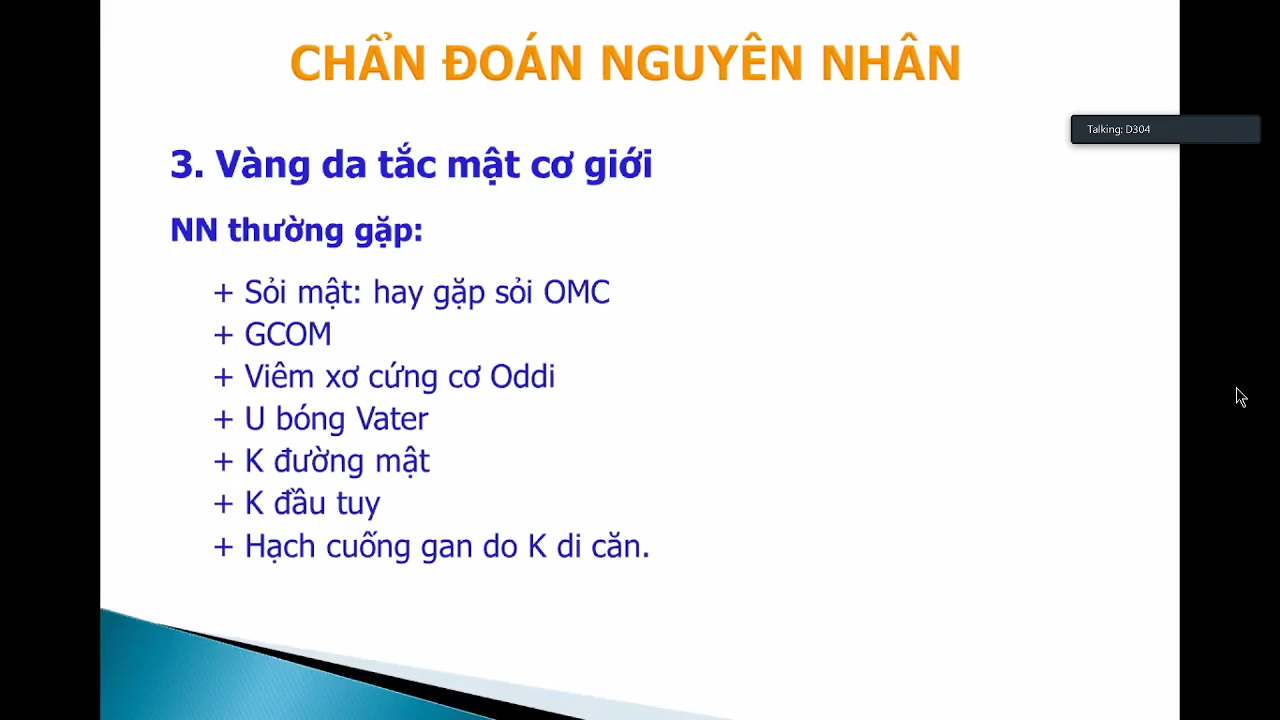 CHẨN ĐOÁN NGUYÊN NHÂN
Talking: D304
3. Vàng da tắc mật cơ giới
NN thường gặp:
+ Sỏi mật: hay gặp sỏi OMC
+ GCOM
+ Viêm xơ cứng cơ Oddi
+ U bóng Vater
+ K đường mật
+ K đầu tuy
+ Hạch cuống gan do K di căn.